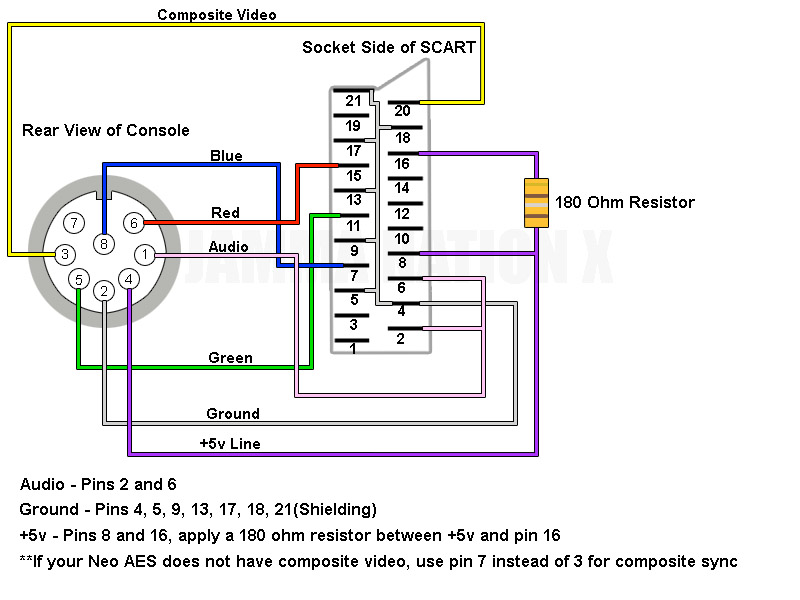 Composite Video
Socket Side of SCART
Rear View of Console
21
20
19
18
17
16
15
14
13
12
11
10
9
8
7
6
5
4
3
2
1
Blue
Red
Audio
180 Ohm Resistor
7
6
8
3
1
5
4
2
Green
Ground
+5v Line
Audio - Pins 2 and 6
Ground - Pins 4, 5, 9, 13, 17, 18, 21(Shielding)
+5v - Pins 8 and 16, apply a 180 ohm resistor between +5v and pin 16
**If your Neo AES does not have composite video, use pin 7 instead of 3 for composite sync